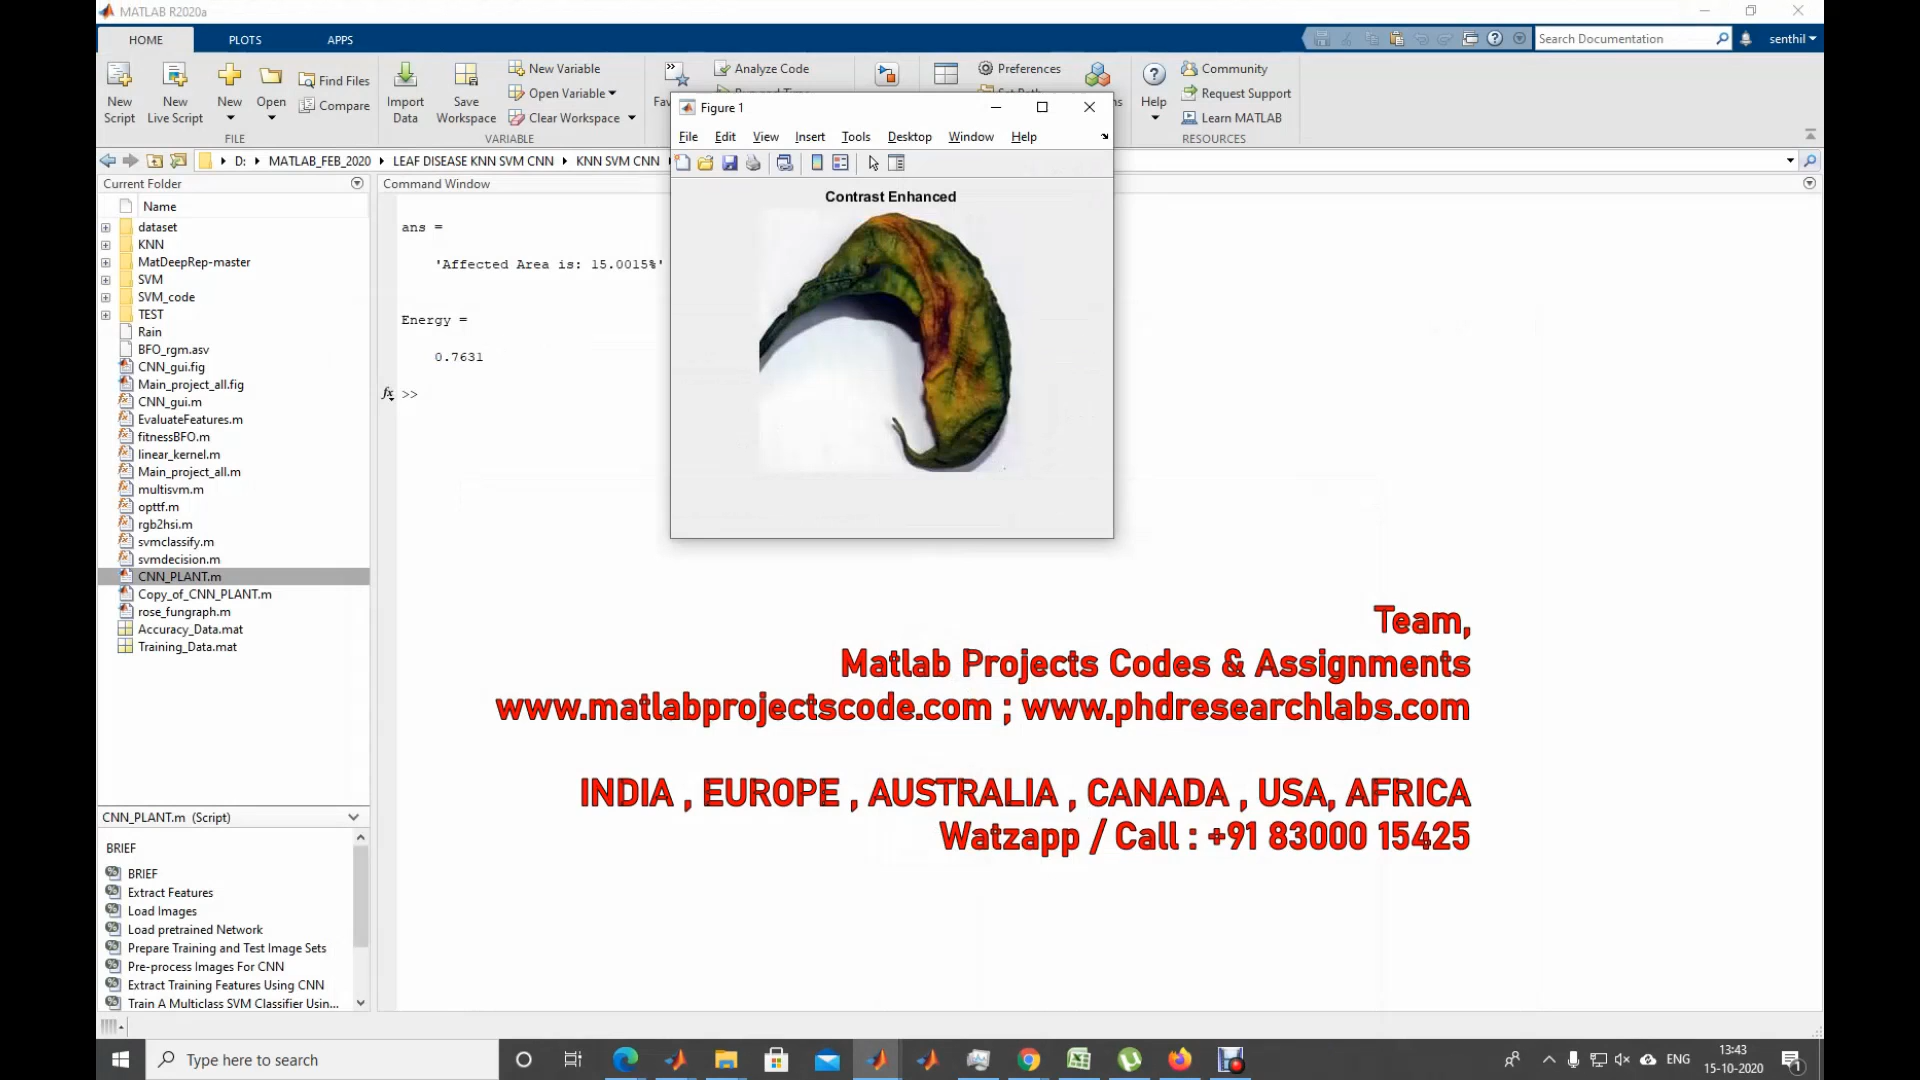 MATLAB R2020a
HOME PLOTS APPS
Search Documentation
senthil
New Script
New Live Script
New
Open
Find Files
Compare
Import Data
Save Workspace
New Variable
Open Variable
Clear Workspace
Analyze Code
Preferences
Help
Community
Request Support
Learn MATLAB
FILE VARIABLE RESOURCES
D: MATLAB_FEB_2020 LEAF DISEASE KNN SVM CNN KNN SVM CNN
Current Folder
Name
dataset
KNN
MatDeepRep-master
SVM
SVM_code
TEST
Rain
BFO_rgm.asv
CNN_gui.fig
Main_project_all.fig
CNN_gui.m
EvaluateFeatures.m
fitnessBFO.m
linear_kernel.m
Main_project_all.m
multisvm.m
opttf.m
rgb2hsi.m
svmclassify.m
svmdecision.m
CNN_PLANT.m
Copy_of_CNN_PLANT.m
rose_fungraph.m
Accuracy_Data.mat
Training_Data.mat
CNN_PLANT.m (Script)
BRIEF
BRIEF
Extract Features
Load Images
Load pretrained Network
Prepare Training and Test Image Sets
Pre-process Images For CNN
Extract Training Features Using CNN
Train A Multiclass SVM Classifier Usin...
Command Window
ans =
'Affected Area is: 15.0015%'
Energy =
0.7631
fx >>
Figure 1
File Edit View Insert Tools Desktop Window Help
Contrast Enhanced
Team,
Matlab Projects Codes & Assignments
www.matlabprojectscode.com ; www.phdresearchlabs.com
INDIA , EUROPE , AUSTRALIA , CANADA , USA, AFRICA
Watzapp / Call : +91 83000 15425
Type here to search
ENG
13:43
15-10-2020